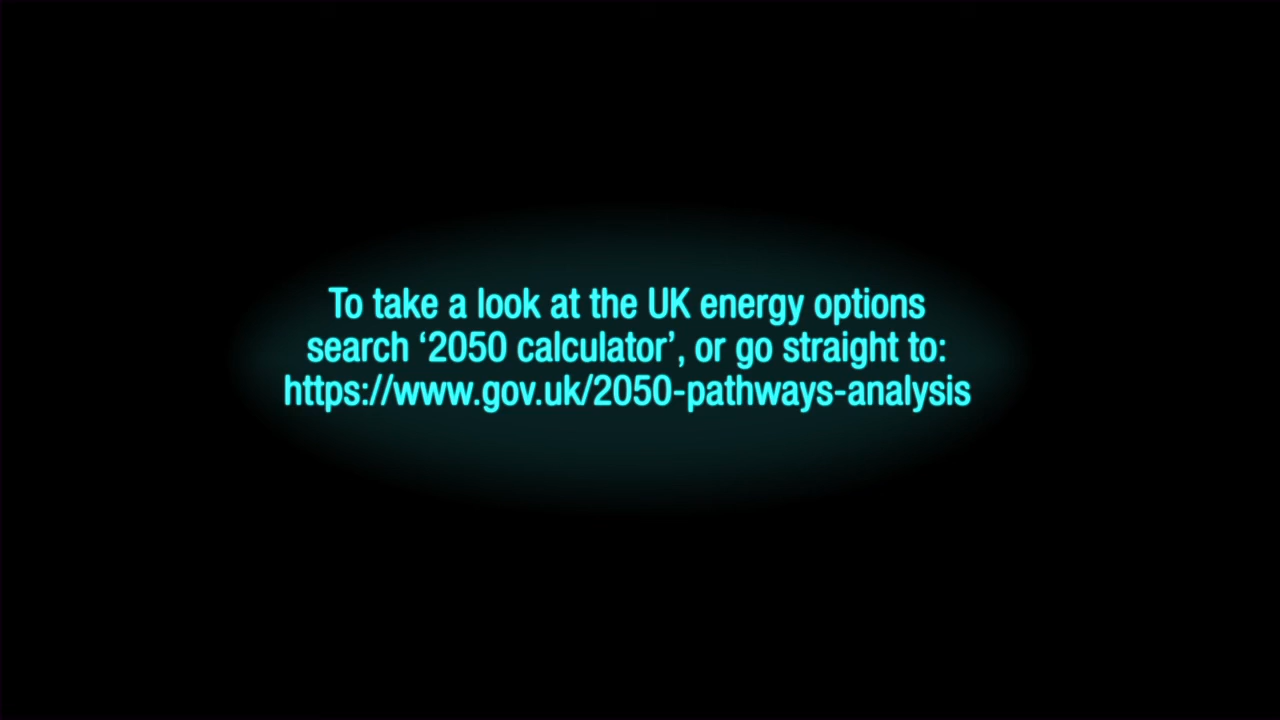 To take a look at the UK energy options
search ‘2050 calculator’, or go straight to:
https://www.gov.uk/2050-pathways-analysis